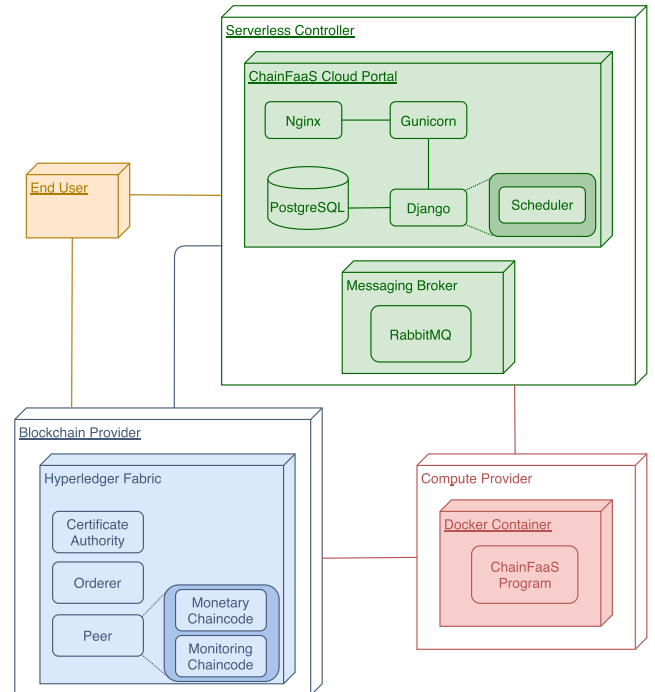 Serverless Controller
ChainFaaS Cloud Portal
Nginx
Gunicorn
End User
PostgreSQL
Django
Scheduler
Messaging Broker
RabbitMQ
Blockchain Provider
Hyperledger Fabric
Certificate
Authority
Orderer
Peer
Monetary
Chaincode
Monitoring
Chaincode
Compute Provider
Docker Container
ChainFaaS
Program